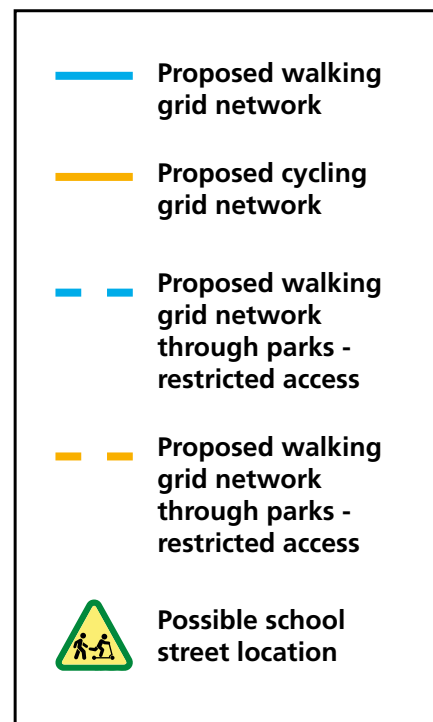 Proposed walking
grid network
Proposed cycling
grid network
Proposed walking
grid network
through parks -
restricted access
Proposed walking
grid network
through parks -
restricted access
Possible school
street location